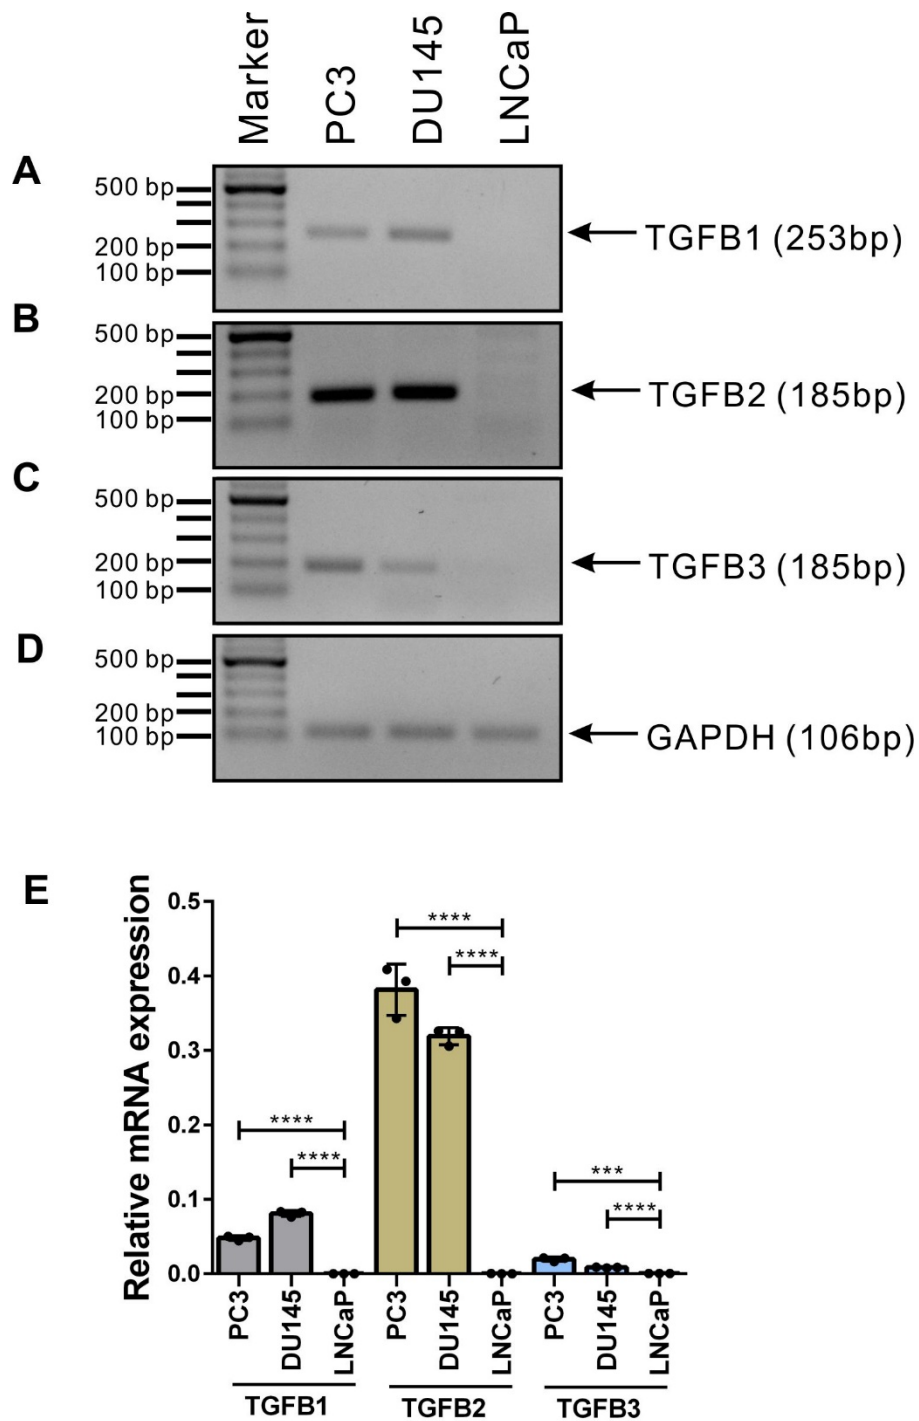 Marker
PC3
DU145
LNCaP
A
500 bp
200 bp
100 bp
TGFB1 (253bp)
B
500 bp
200 bp
100 bp
TGFB2 (185bp)
C
500 bp
200 bp
100 bp
TGFB3 (185bp)
D
500 bp
200 bp
100 bp
GAPDH (106bp)
E
Relative mRNA expression
0.5
0.4
0.3
0.2
0.1
0.0
****
****
****
****
***
****
PC3
DU145
LNCaP
PC3
DU145
LNCaP
PC3
DU145
LNCaP
TGFB1
TGFB2
TGFB3